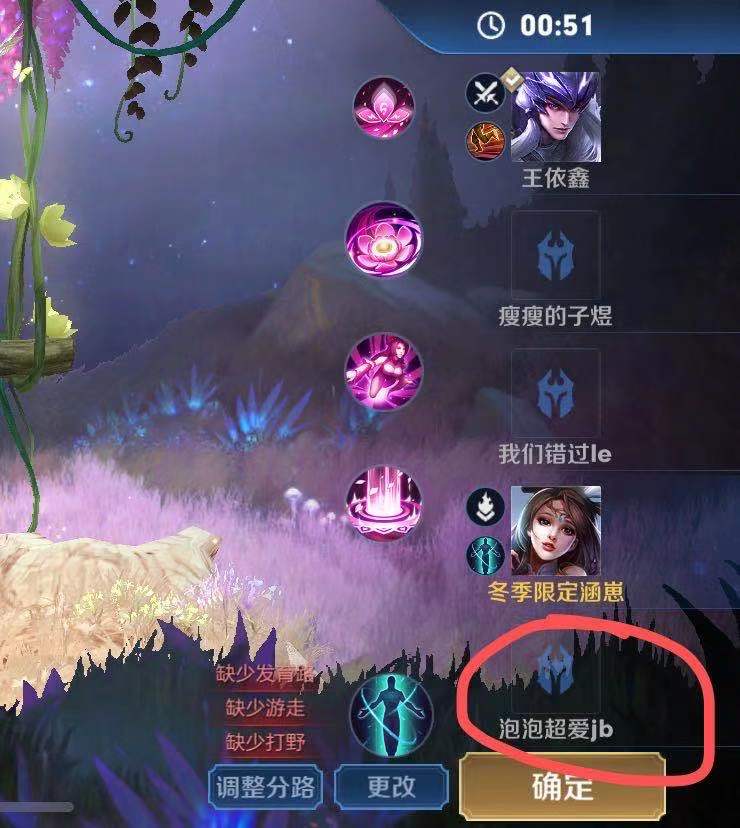 00:51
王依鑫
瘦瘦的子煜
我们错过le
冬季限定涵崽
泡泡超爱jb
缺少发育路
缺少游走
缺少打野
调整分路
更改
确定